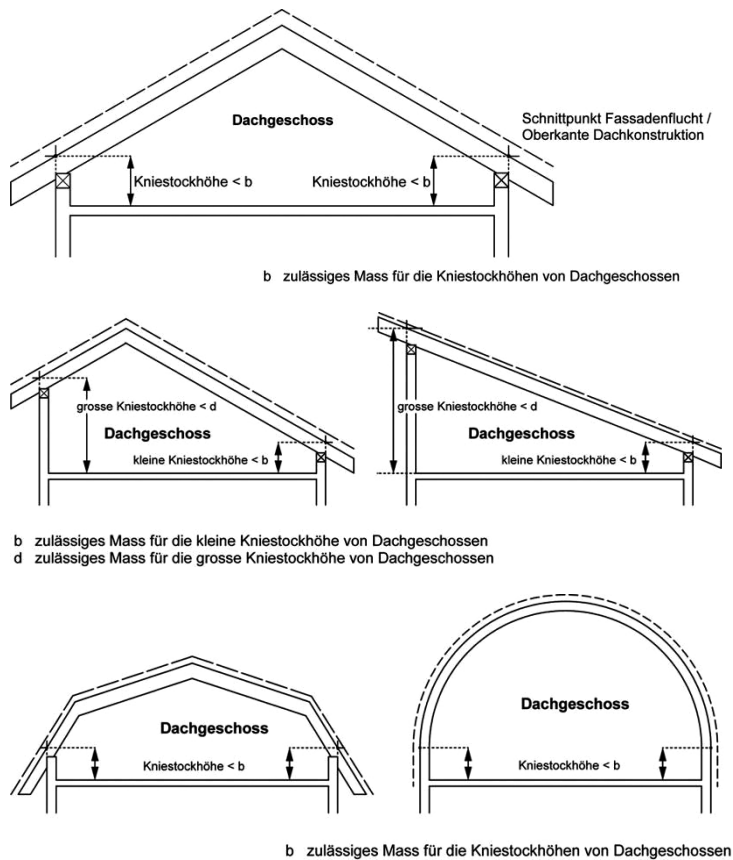 Dachgeschoss
Schnittpunkt Fassadenflucht /
Oberkante Dachkonstruktion
Kniestockhöhe < b
Kniestockhöhe < b
b zulässiges Mass für die Kniestockhöhen von Dachgeschossen
grosse Kniestockhöhe < d
Dachgeschoss
kleine Kniestockhöhe < b
grosse Kniestockhöhe < d
Dachgeschoss
kleine Kniestockhöhe < b
b zulässiges Mass für die kleine Kniestockhöhe von Dachgeschossen
d zulässiges Mass für die grosse Kniestockhöhe von Dachgeschossen
Dachgeschoss
Kniestockhöhe < b
Dachgeschoss
Kniestockhöhe < b
b zulässiges Mass für die Kniestockhöhen von Dachgeschossen